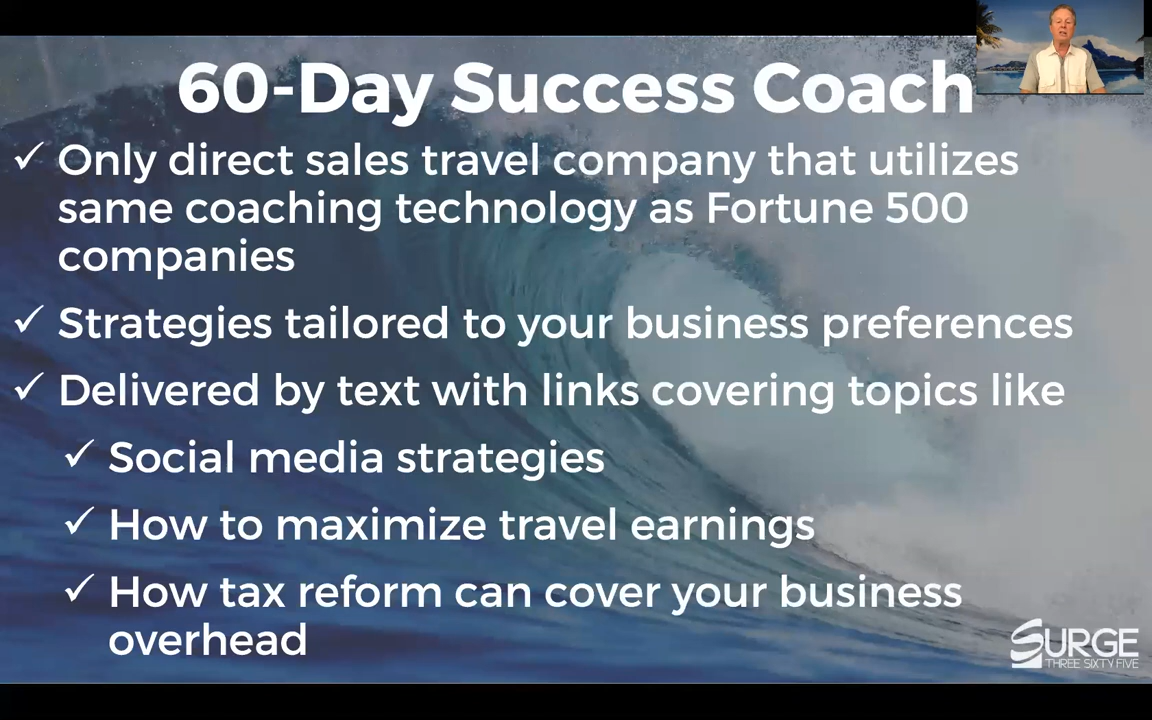 60-Day Success Coach
✓ Only direct sales travel company that utilizes
same coaching technology as Fortune 500
companies
✓ Strategies tailored to your business preferences
✓ Delivered by text with links covering topics like
✓ Social media strategies
✓ How to maximize travel earnings
✓ How tax reform can cover your business
overhead
SURGE
THREE SIXTY FIVE